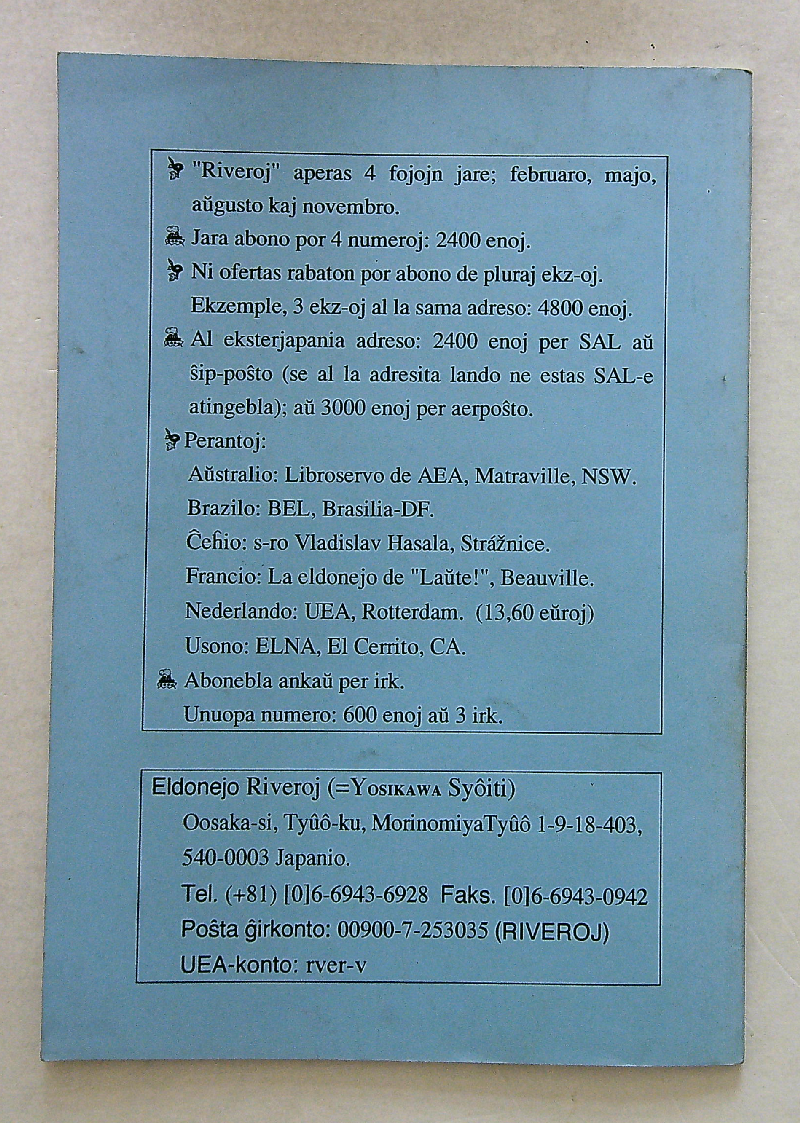 "Riveroj" aperas 4 fojojn jare; februaro, majo,
aŭgusto kaj novembro.
Jara abono por 4 numeroj: 2400 enoj.
Ni ofertas rabaton por abono de pluraj ekz-oj.
Ekzemple, 3 ekz-oj al la sama adreso: 4800 enoj.
Al eksterjapania adreso: 2400 enoj per SAL aŭ
ŝip-poŝto (se al la adresita lando ne estas SAL-e
atingebla); aŭ 3000 enoj per aerpoŝto.
Perantoj:
Aŭstralio: Libroservo de AEA, Matraville, NSW.
Brazilo: BEL, Brasilia-DF.
Ĉeĥio: s-ro Vladislav Hasala, Strážnice.
Francio: La eldonejo de "Laŭte!", Beauville.
Nederlando: UEA, Rotterdam. (13,60 eŭroj)
Usono: ELNA, El Cerrito, CA.
Abonebla ankaŭ per irk.
Unuopa numero: 600 enoj aŭ 3 irk.
Eldonejo Riveroj (=YOSIKAWA Syôiti)
Oosaka-si, Tyûô-ku, MorinomiyaTyûô 1-9-18-403,
540-0003 Japanio.
Tel. (+81) [0]6-6943-6928 Faks. [0]6-6943-0942
Poŝta ĝirkonto: 00900-7-253035 (RIVEROJ)
UEA-konto: rver-v